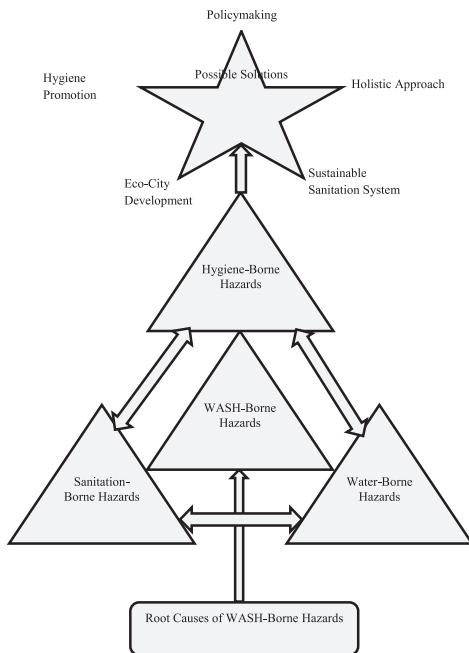 Policymaking
Possible Solutions
Hygiene
Promotion
Holistic Approach
Eco-City
Development
Sustainable
Sanitation System
Hygiene-Borne
Hazards
WASH-Borne
Hazards
Sanitation-
Borne Hazards
Water-Borne
Hazards
Root Causes of WASH-Borne Hazards